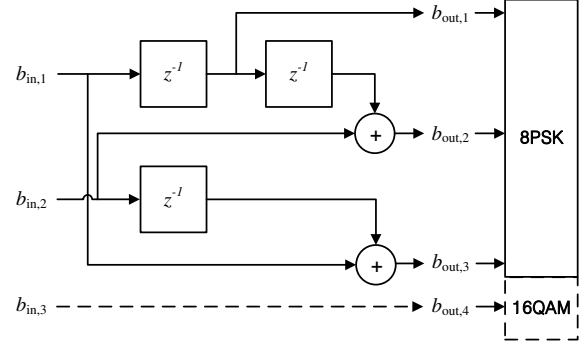 b_out,1
b_in,1
z^-1
z^-1
+
b_out,2
8PSK
b_in,2
z^-1
+
b_out,3
b_in,3
b_out,4
16QAM